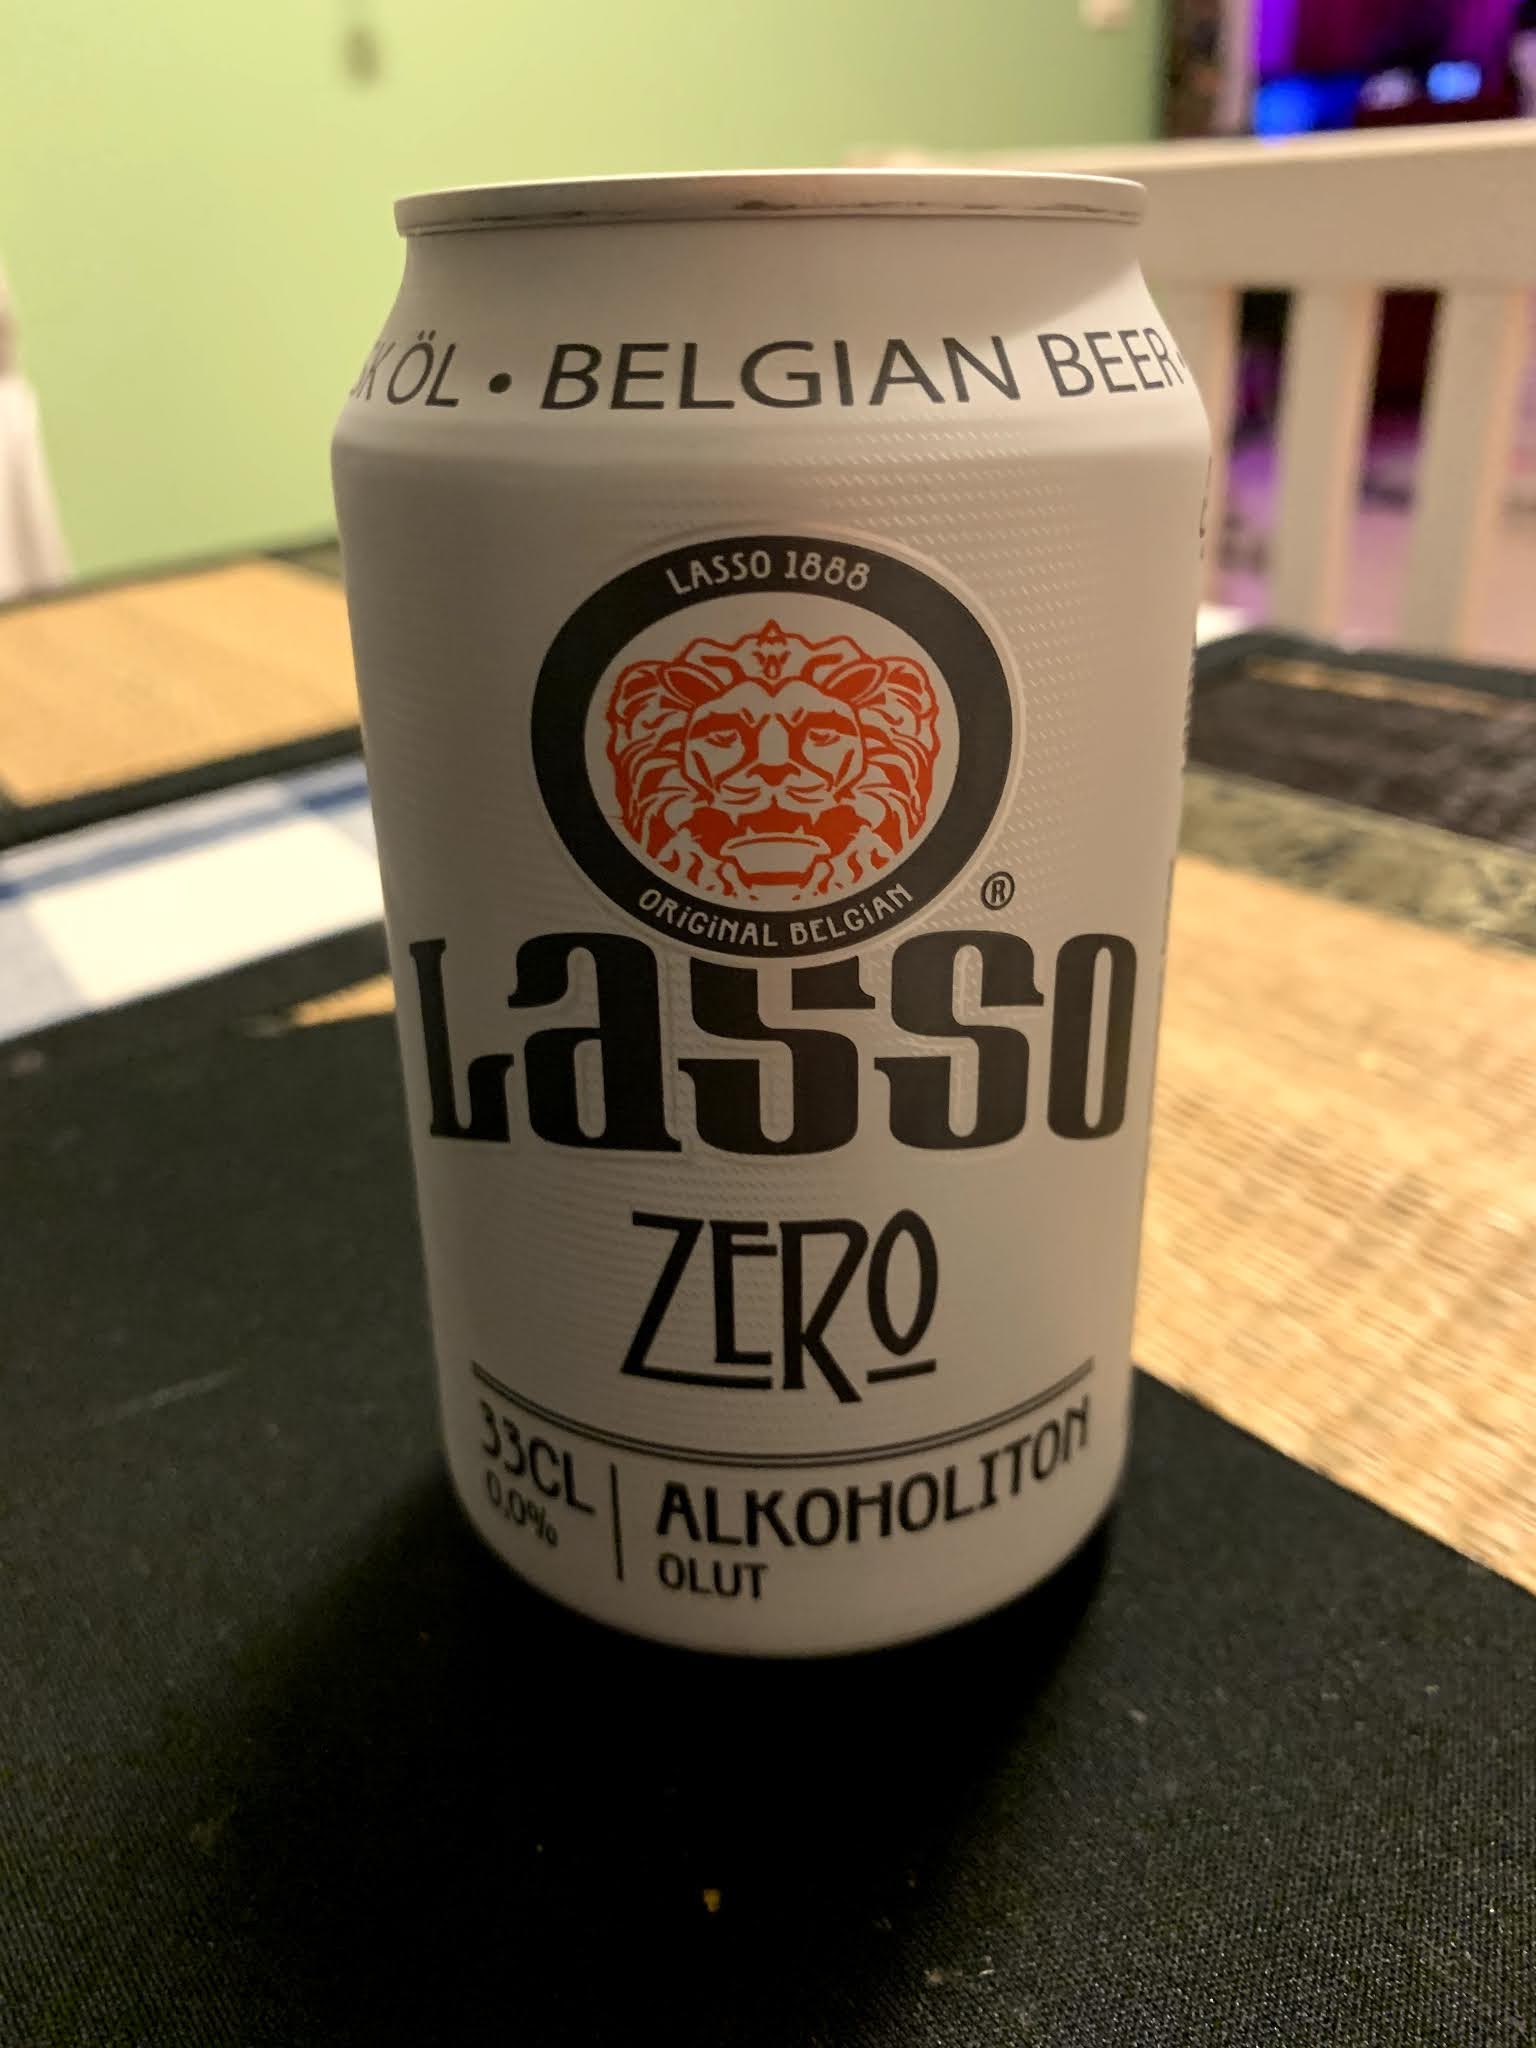 ÖL • BELGIAN BEER •
LASSO 1888
ORiGiNAL BELGiAN
®
Lasso
ZERO
33CL
0,0%
ALKOHOLITON
OLUT